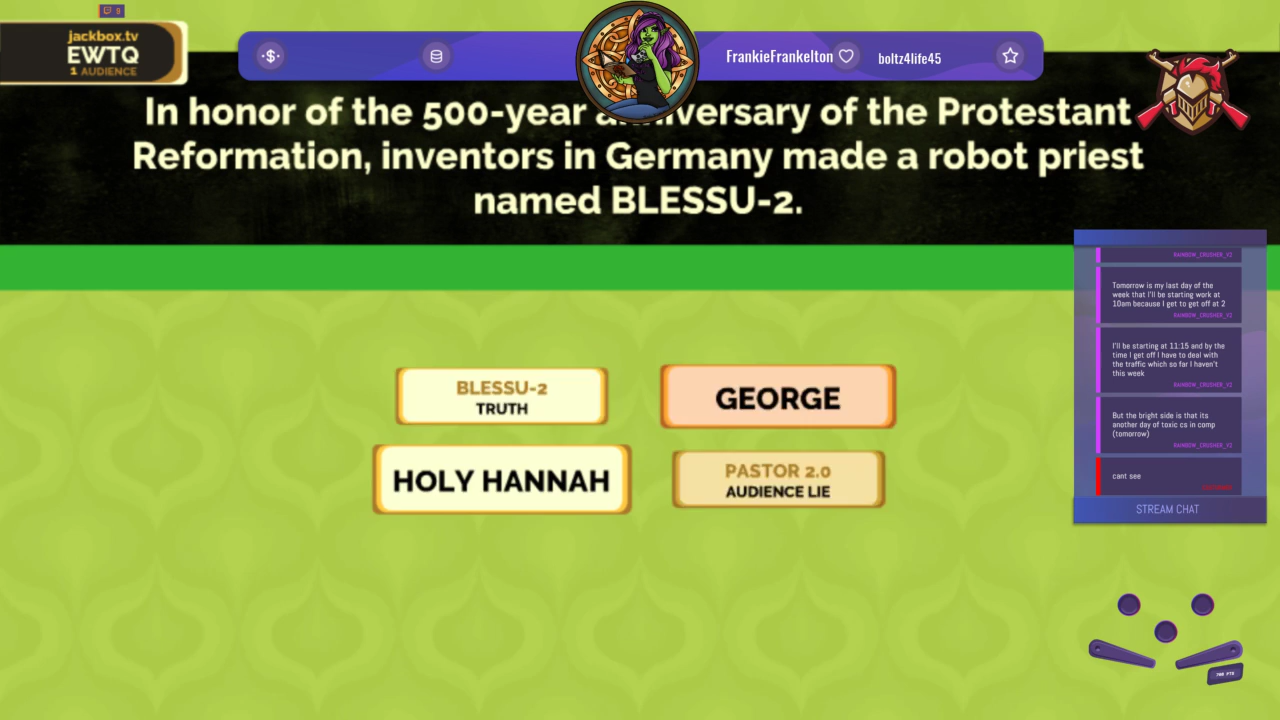 9
jackbox.tv
EWTQ
1 AUDIENCE
$
FrankieFrankelton
boltz4life45
In honor of the 500-year anniversary of the Protestant
Reformation, inventors in Germany made a robot priest
named BLESSU-2.
BLESSU-2
TRUTH
GEORGE
HOLY HANNAH
PASTOR 2.0
AUDIENCE LIE
RAINBOW_CRUSHER_V2
Tomorrow is my last day of the
week that I'll be starting work at
10am because I get to get off at 2
RAINBOW_CRUSHER_V2
I'll be starting at 11:15 and by the
time I get off I have to deal with
the traffic which so far I haven't
this week
RAINBOW_CRUSHER_V2
But the bright side is that its
another day of toxic cs in comp
(tomorrow)
RAINBOW_CRUSHER_V2
cant see
STREAM CHAT
700 PTS